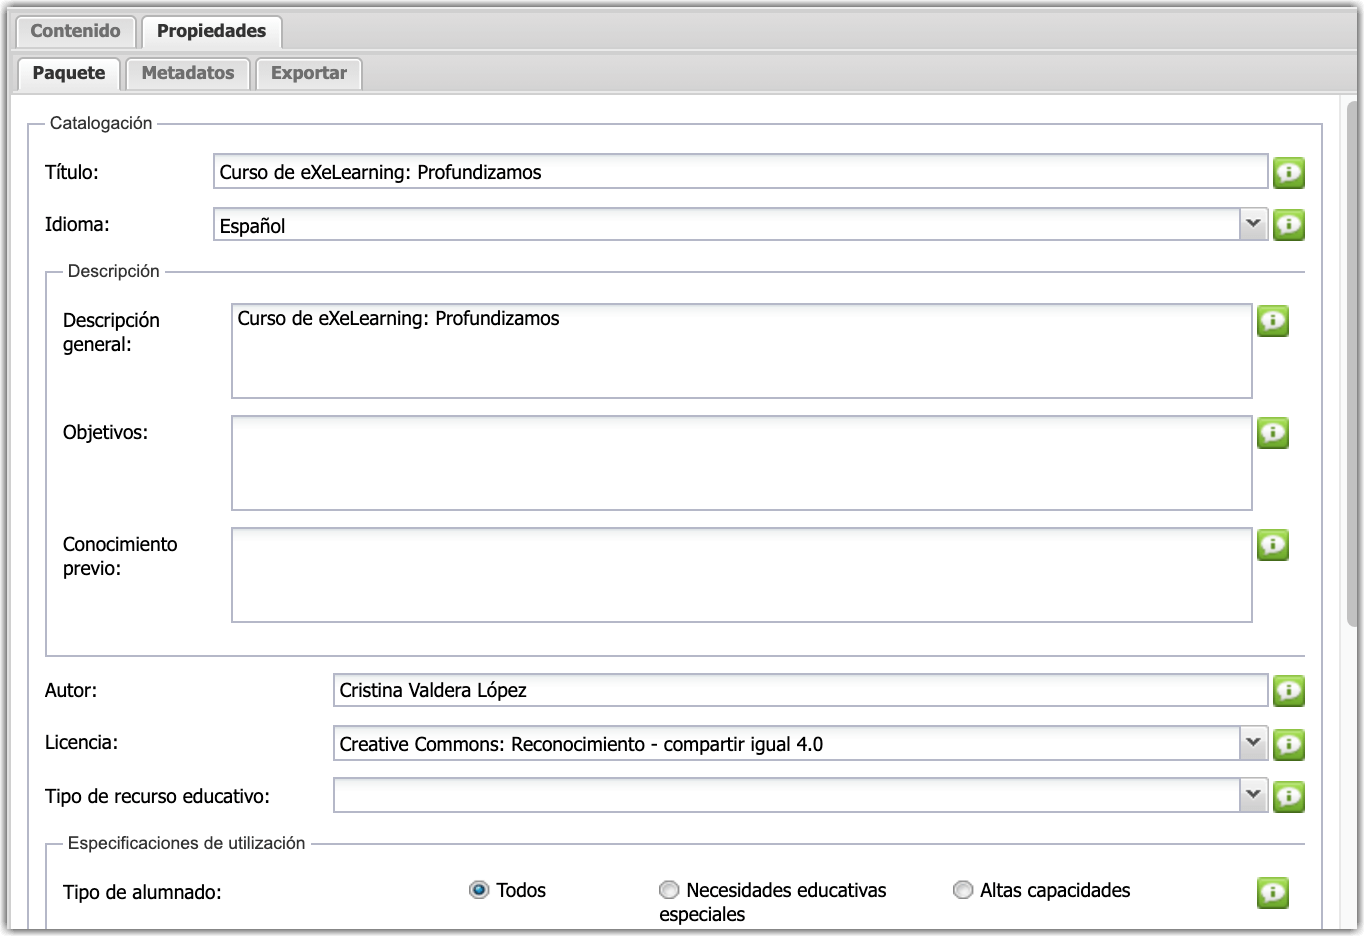 Contenido Propiedades
Paquete Metadatos Exportar
Catalogación
Título: Curso de eXeLearning: Profundizamos
Idioma: Español
Descripción
Descripción general: Curso de eXeLearning: Profundizamos
Objetivos:
Conocimiento previo:
Autor: Cristina Valdera López
Licencia: Creative Commons: Reconocimiento - compartir igual 4.0
Tipo de recurso educativo:
Especificaciones de utilización
Tipo de alumnado: Todos Necesidades educativas especiales Altas capacidades